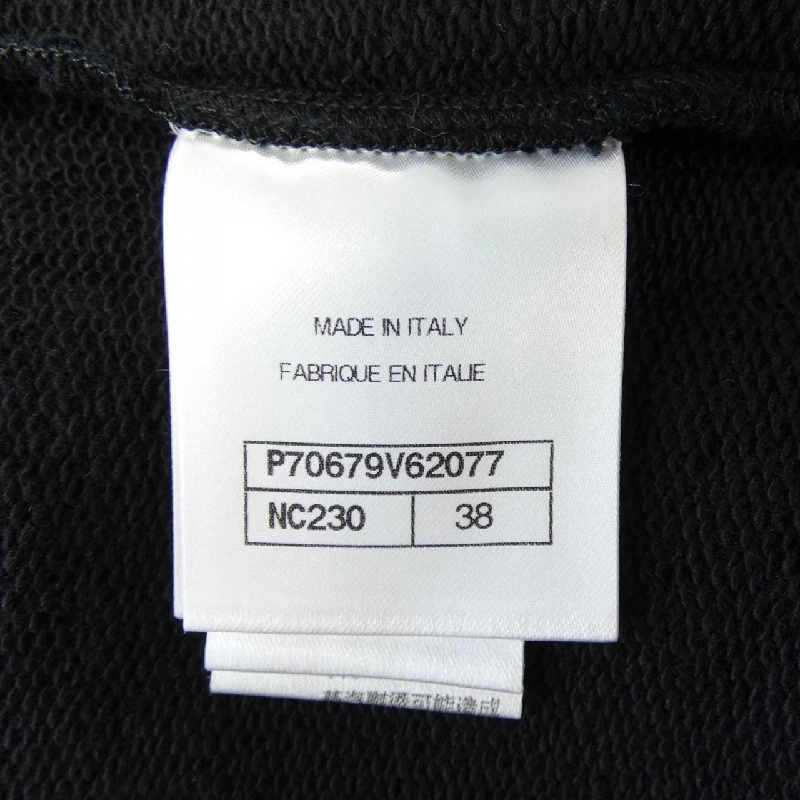 MADE IN ITALY
FABRIQUE EN ITALIE
P70679V62077
NC230 38